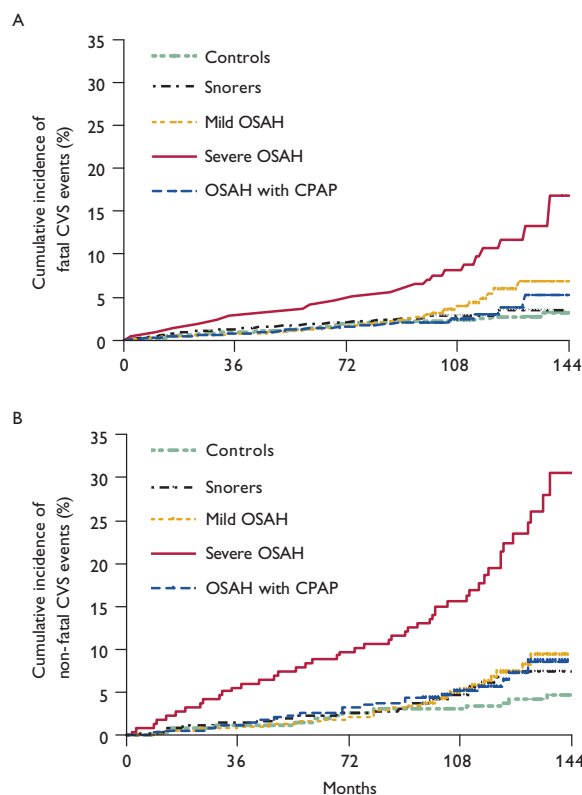 A
Cumulative incidence of
fatal CVS events (%)
35
30
25
20
15
10
5
0
Controls
Snorers
Mild OSAH
Severe OSAH
OSAH with CPAP
0 36 72 108 144
B
Cumulative incidence of
non-fatal CVS events (%)
35
30
25
20
15
10
5
0
Controls
Snorers
Mild OSAH
Severe OSAH
OSAH with CPAP
0 36 72 108 144
Months